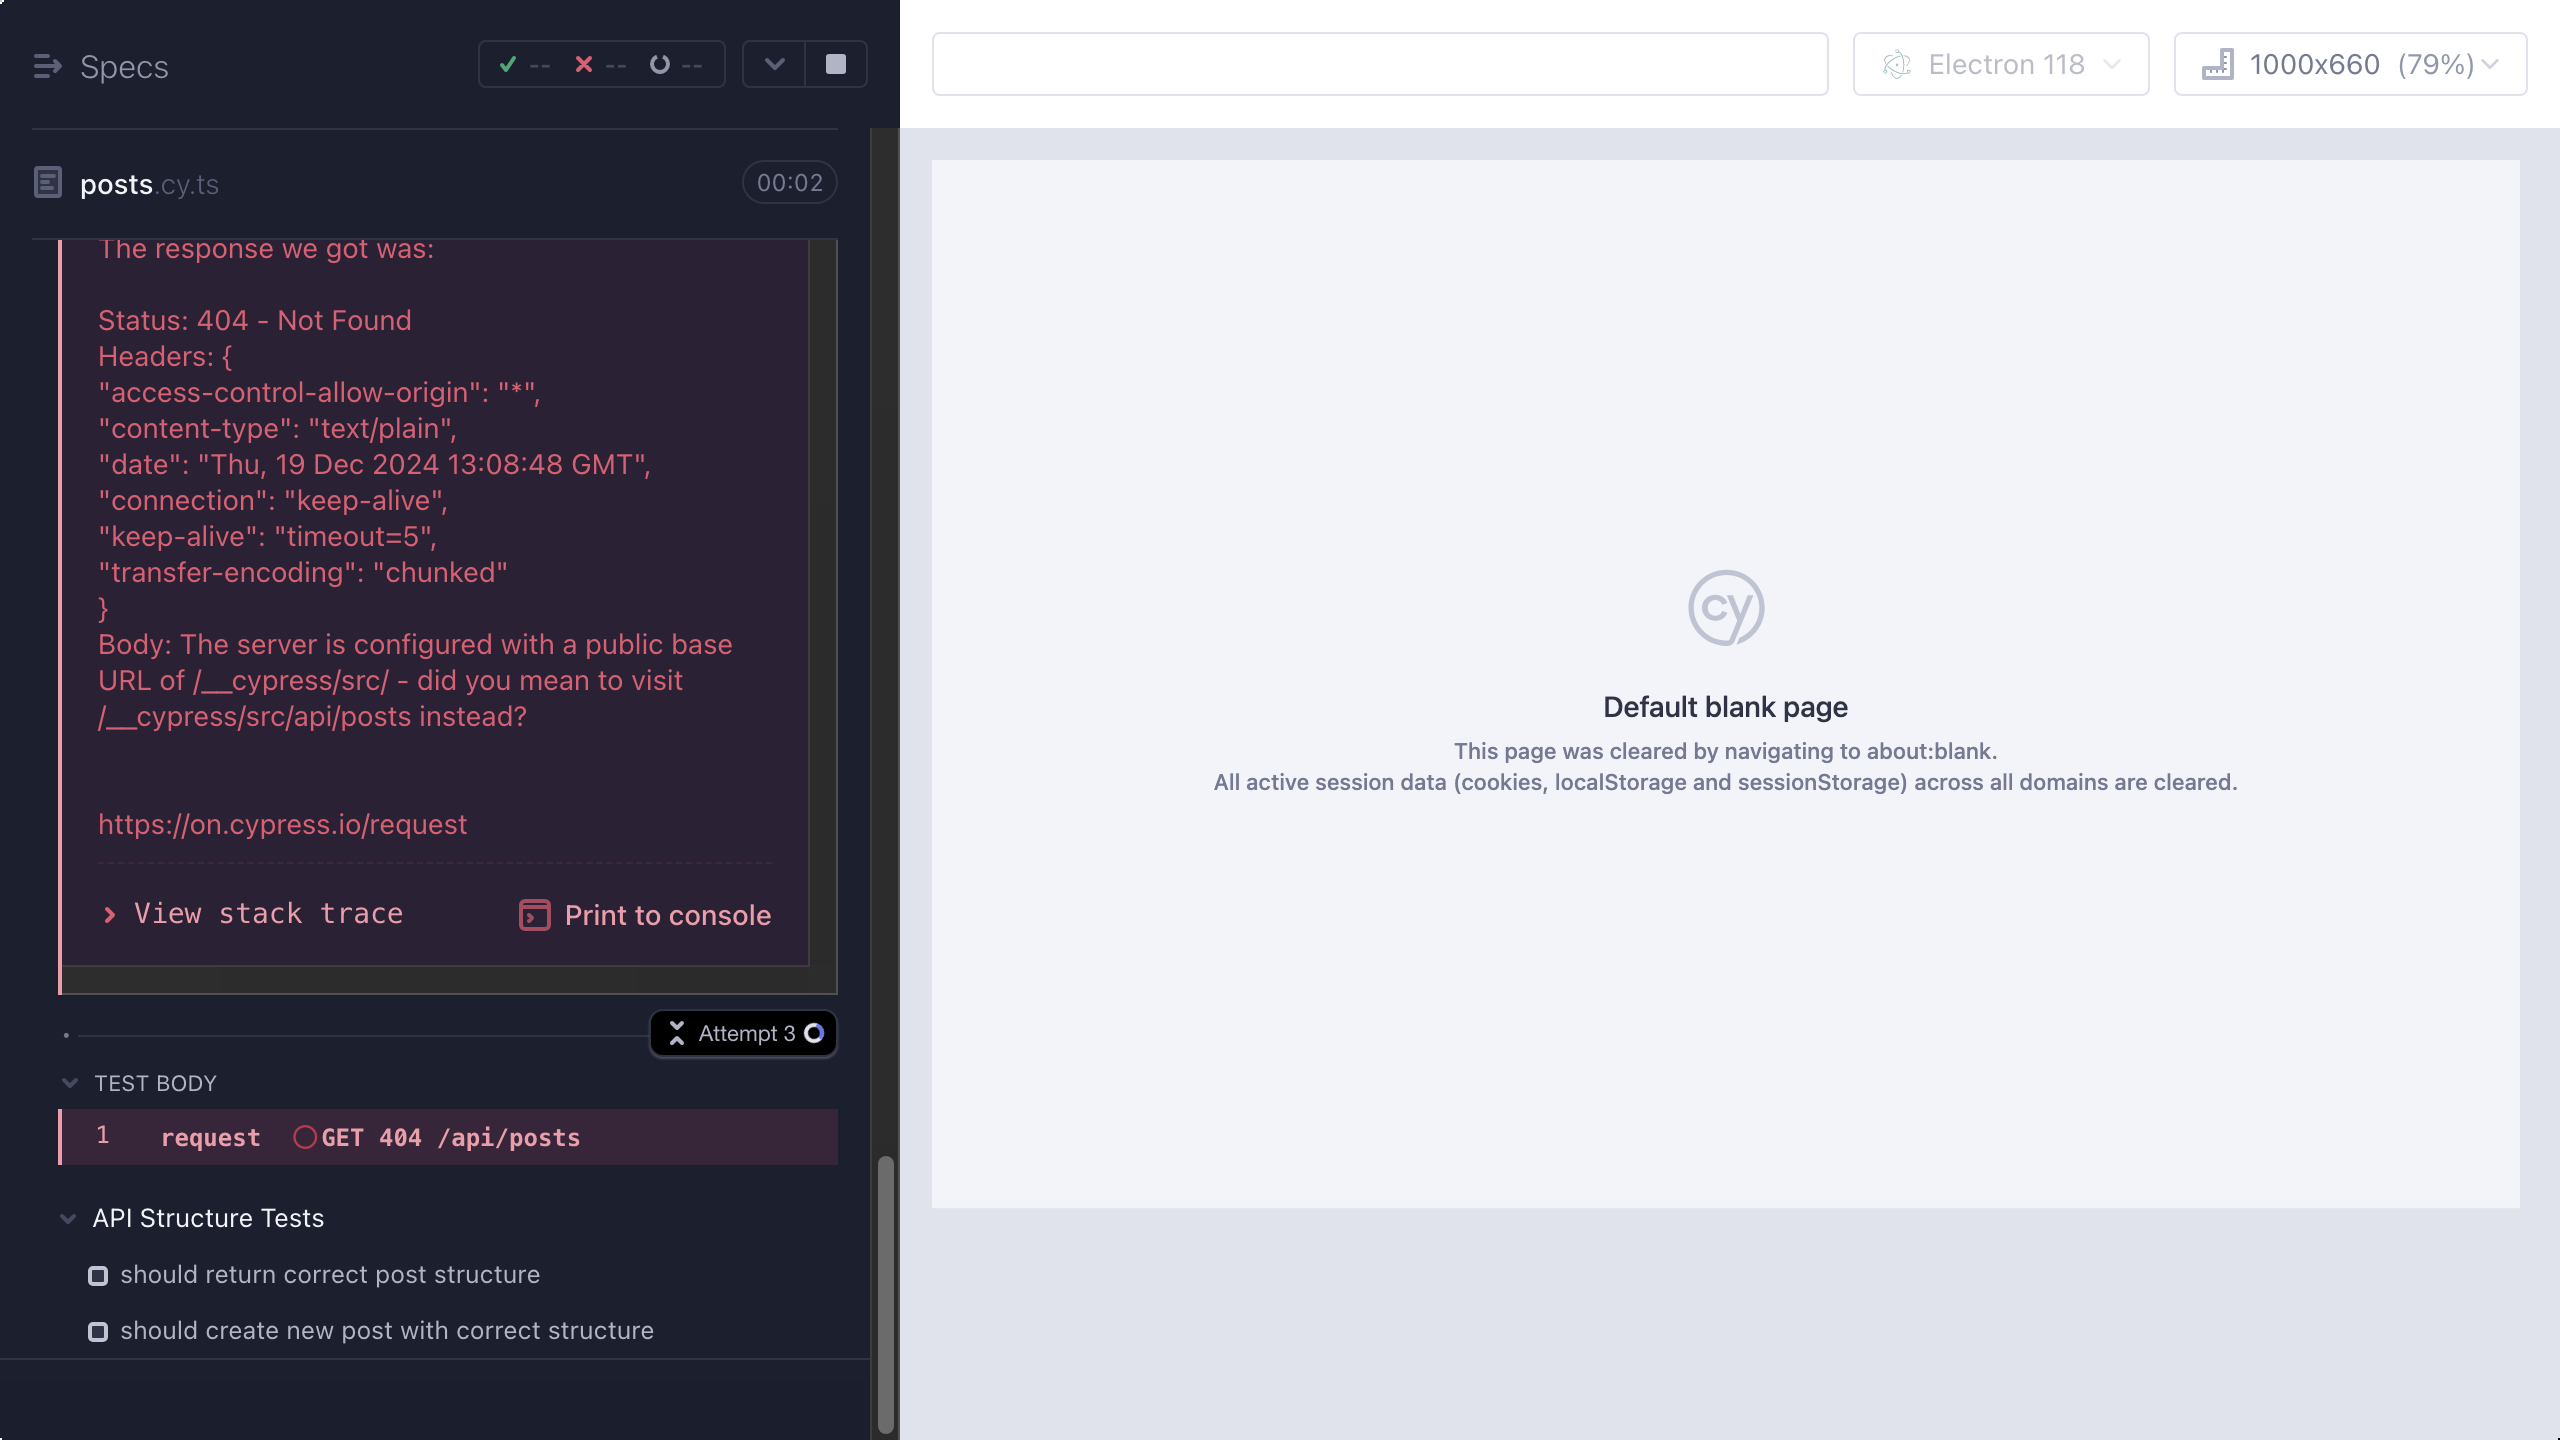 Specs
-- -- --
posts.cy.ts
00:02
The response we got was:
Status: 404 - Not Found
Headers: {
"access-control-allow-origin": "*",
"content-type": "text/plain",
"date": "Thu, 19 Dec 2024 13:08:48 GMT",
"connection": "keep-alive",
"keep-alive": "timeout=5",
"transfer-encoding": "chunked"
}
Body: The server is configured with a public base
URL of /__cypress/src/ - did you mean to visit
/__cypress/src/api/posts instead?
https://on.cypress.io/request
View stack trace
Print to console
Attempt 3
TEST BODY
1 request GET 404 /api/posts
API Structure Tests
should return correct post structure
should create new post with correct structure
Electron 118
1000x660 (79%)
cy
Default blank page
This page was cleared by navigating to about:blank.
All active session data (cookies, localStorage and sessionStorage) across all domains are cleared.